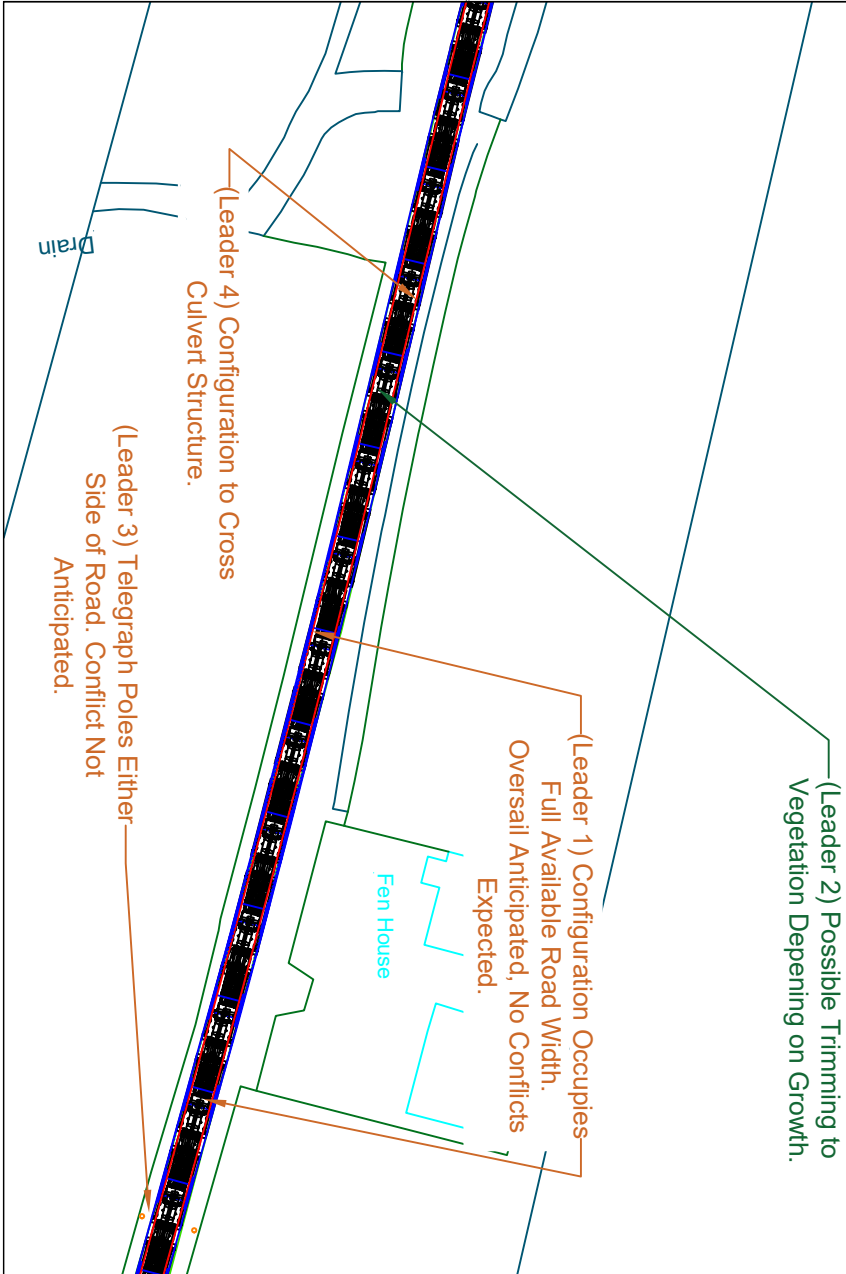 (Leader 2) Possible Trimming to
Vegetation Depening on Growth.
(Leader 1) Configuration Occupies
Full Available Road Width.
Oversail Anticipated, No Conflicts
Expected.
Fen House
(Leader 4) Configuration to Cross
Culvert Structure.
(Leader 3) Telegraph Poles Either
Side of Road. Conflict Not
Anticipated.
Drain